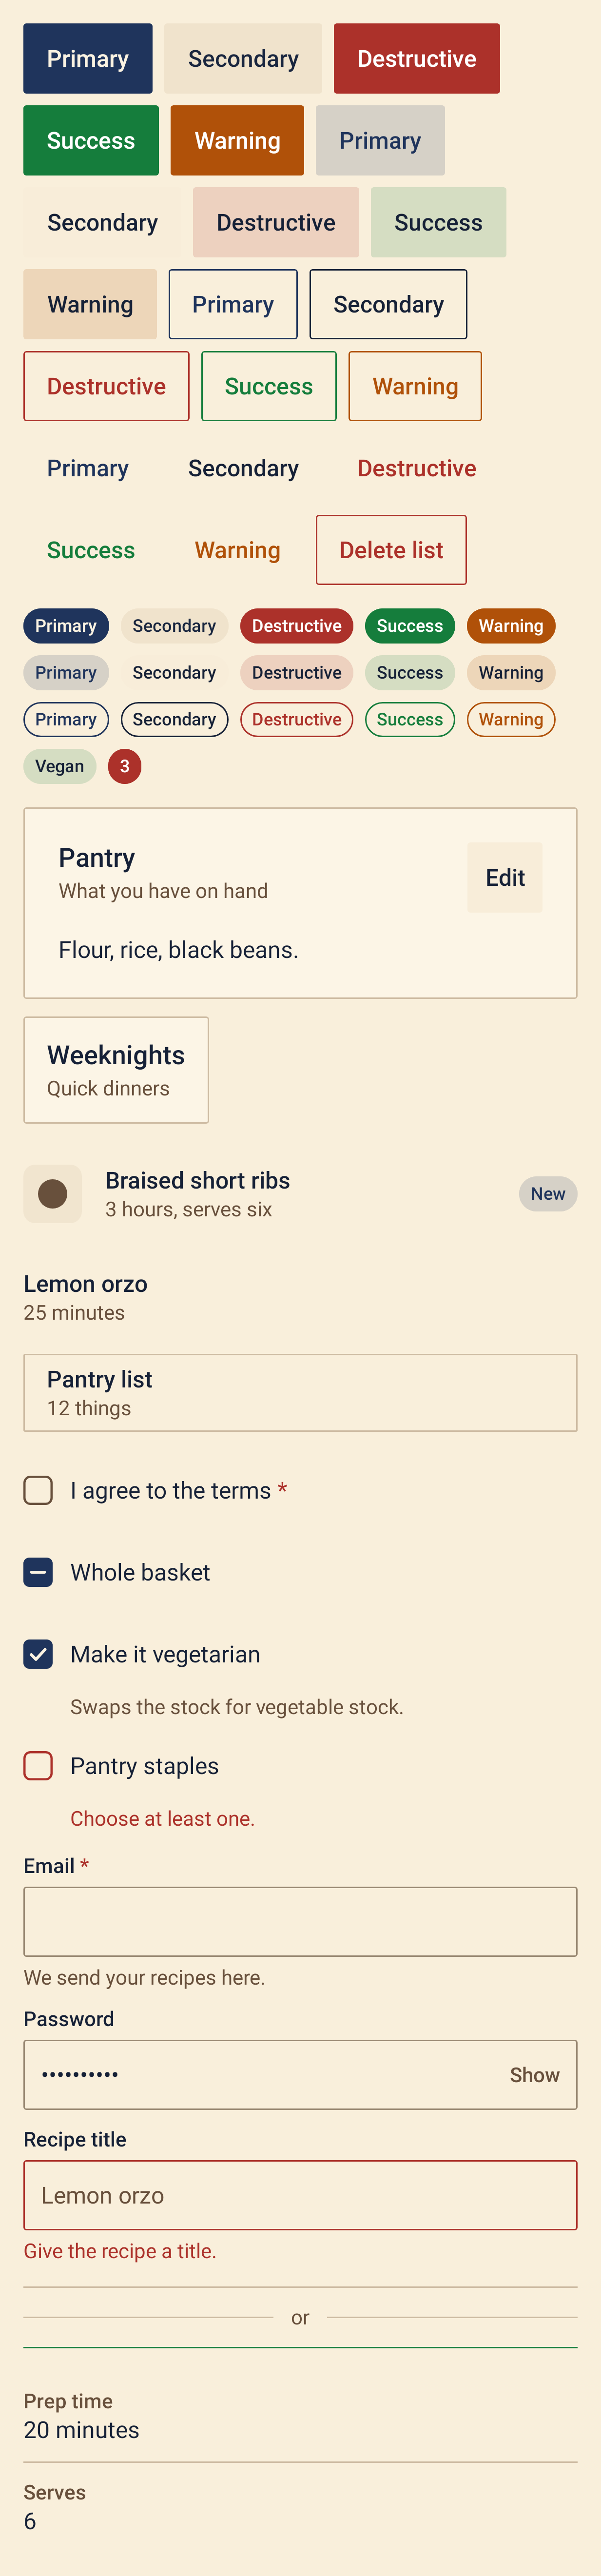 Primary Secondary Destructive
Success Warning Primary
Secondary Destructive Success
Warning Primary Secondary
Destructive Success Warning
Primary Secondary Destructive
Success Warning Delete list
Primary Secondary Destructive Success Warning
Primary Secondary Destructive Success Warning
Primary Secondary Destructive Success Warning
Vegan 3
Pantry
What you have on hand
Edit
Flour, rice, black beans.
Weeknights
Quick dinners
Braised short ribs
3 hours, serves six
New
Lemon orzo
25 minutes
Pantry list
12 things
I agree to the terms *
Whole basket
Make it vegetarian
Swaps the stock for vegetable stock.
Pantry staples
Choose at least one.
Email *
We send your recipes here.
Password
•••••••••• Show
Recipe title
Lemon orzo
Give the recipe a title.
or
Prep time
20 minutes
Serves
6